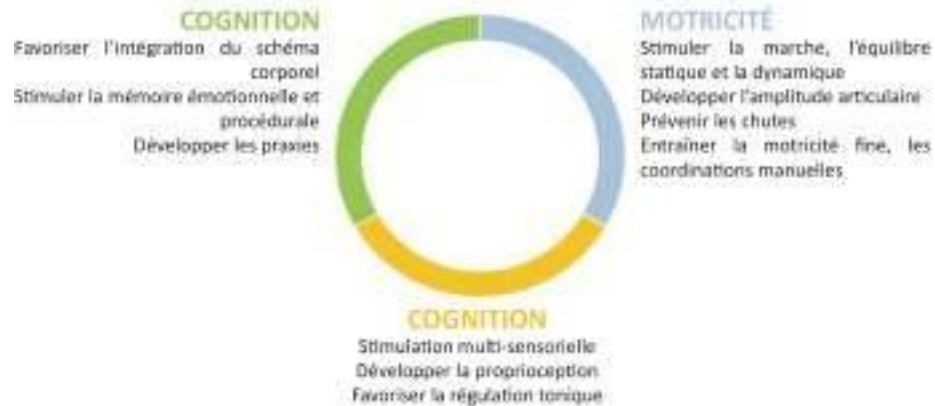 COGNITION
Favoriser l'intégration du schéma
corporel
Stimuler la mémoire émotionnelle et
procédurale
Développer les praxies
MOTRICITÉ
Stimuler la marche, l'équilibre
statique et la dynamique
Développer l'amplitude articulaire
Prévenir les chutes
Entraîner la motricité fine, les
coordinations manuelles
COGNITION
Stimulation multi-sensorielle
Développer la proprioception
Favoriser la régulation tonique